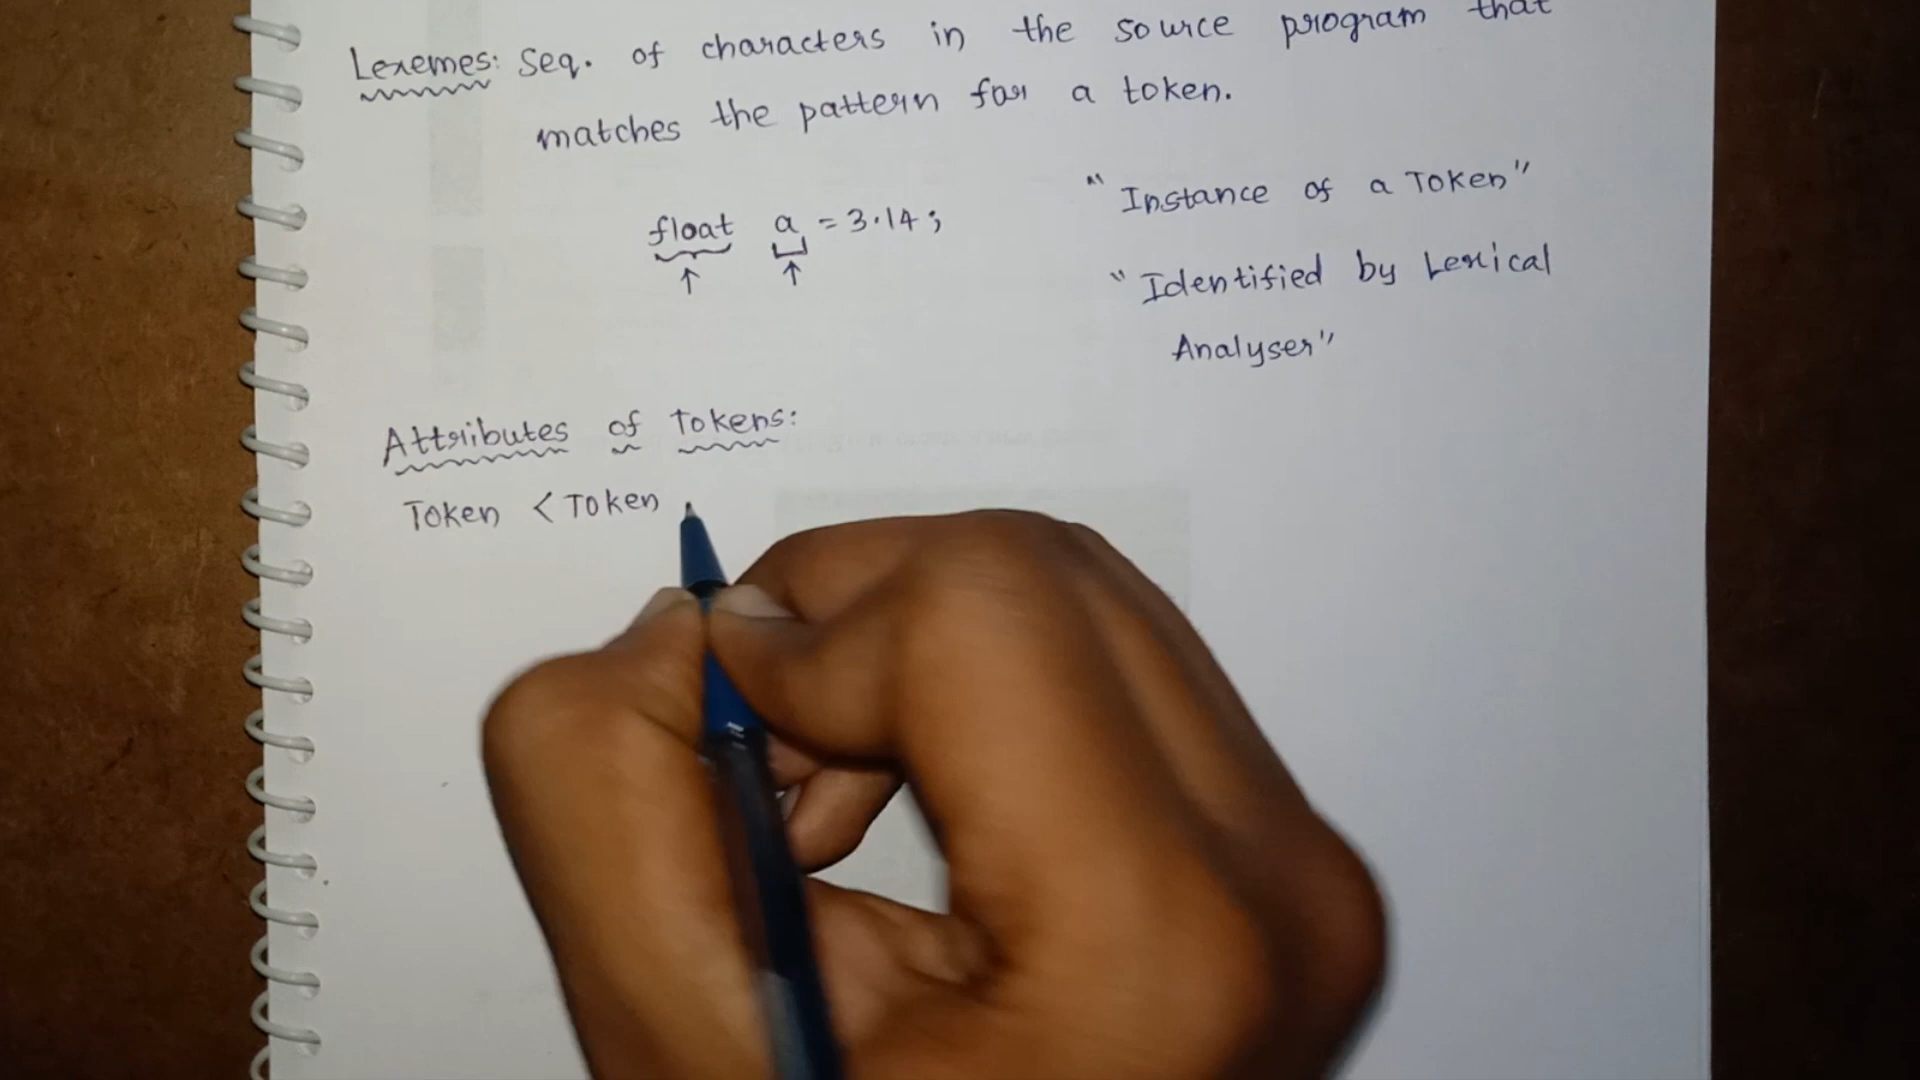 Lexemes: Seq. of characters in the source program that
matches the pattern for a token.
"Instance of a Token"
float a = 3.14;
"Identified by Lexical
Analyser"
Attributes of Tokens:
Token < Token